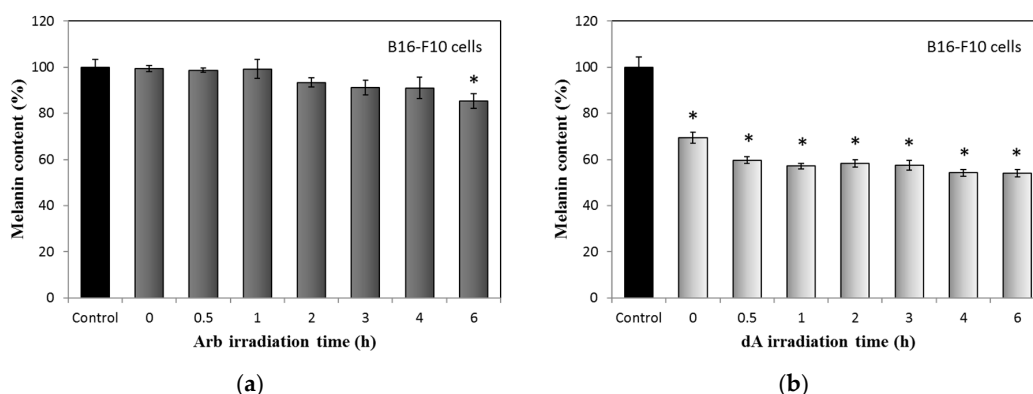 120
100
80
60
40
20
0
Melanin content (%)
B16-F10 cells
*
Control 0 0.5 1 2 3 4 6
Arb irradiation time (h)
(a)
120
100
80
60
40
20
0
Melanin content (%)
B16-F10 cells
* * * * * * *
Control 0 0.5 1 2 3 4 6
dA irradiation time (h)
(b)